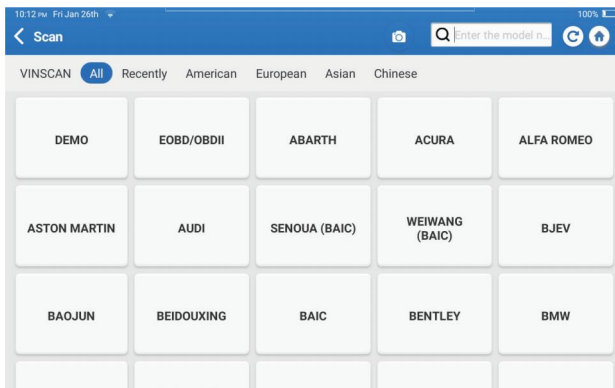 10:12 PM Fri Jan 26th
100%
Scan
Enter the model n...
VINSCAN All Recently American European Asian Chinese
DEMO
EOBD/OBDII
ABARTH
ACURA
ALFA ROMEO
ASTON MARTIN
AUDI
SENOUA (BAIC)
WEIWANG
(BAIC)
BJEV
BAOJUN
BEIDOUXING
BAIC
BENTLEY
BMW